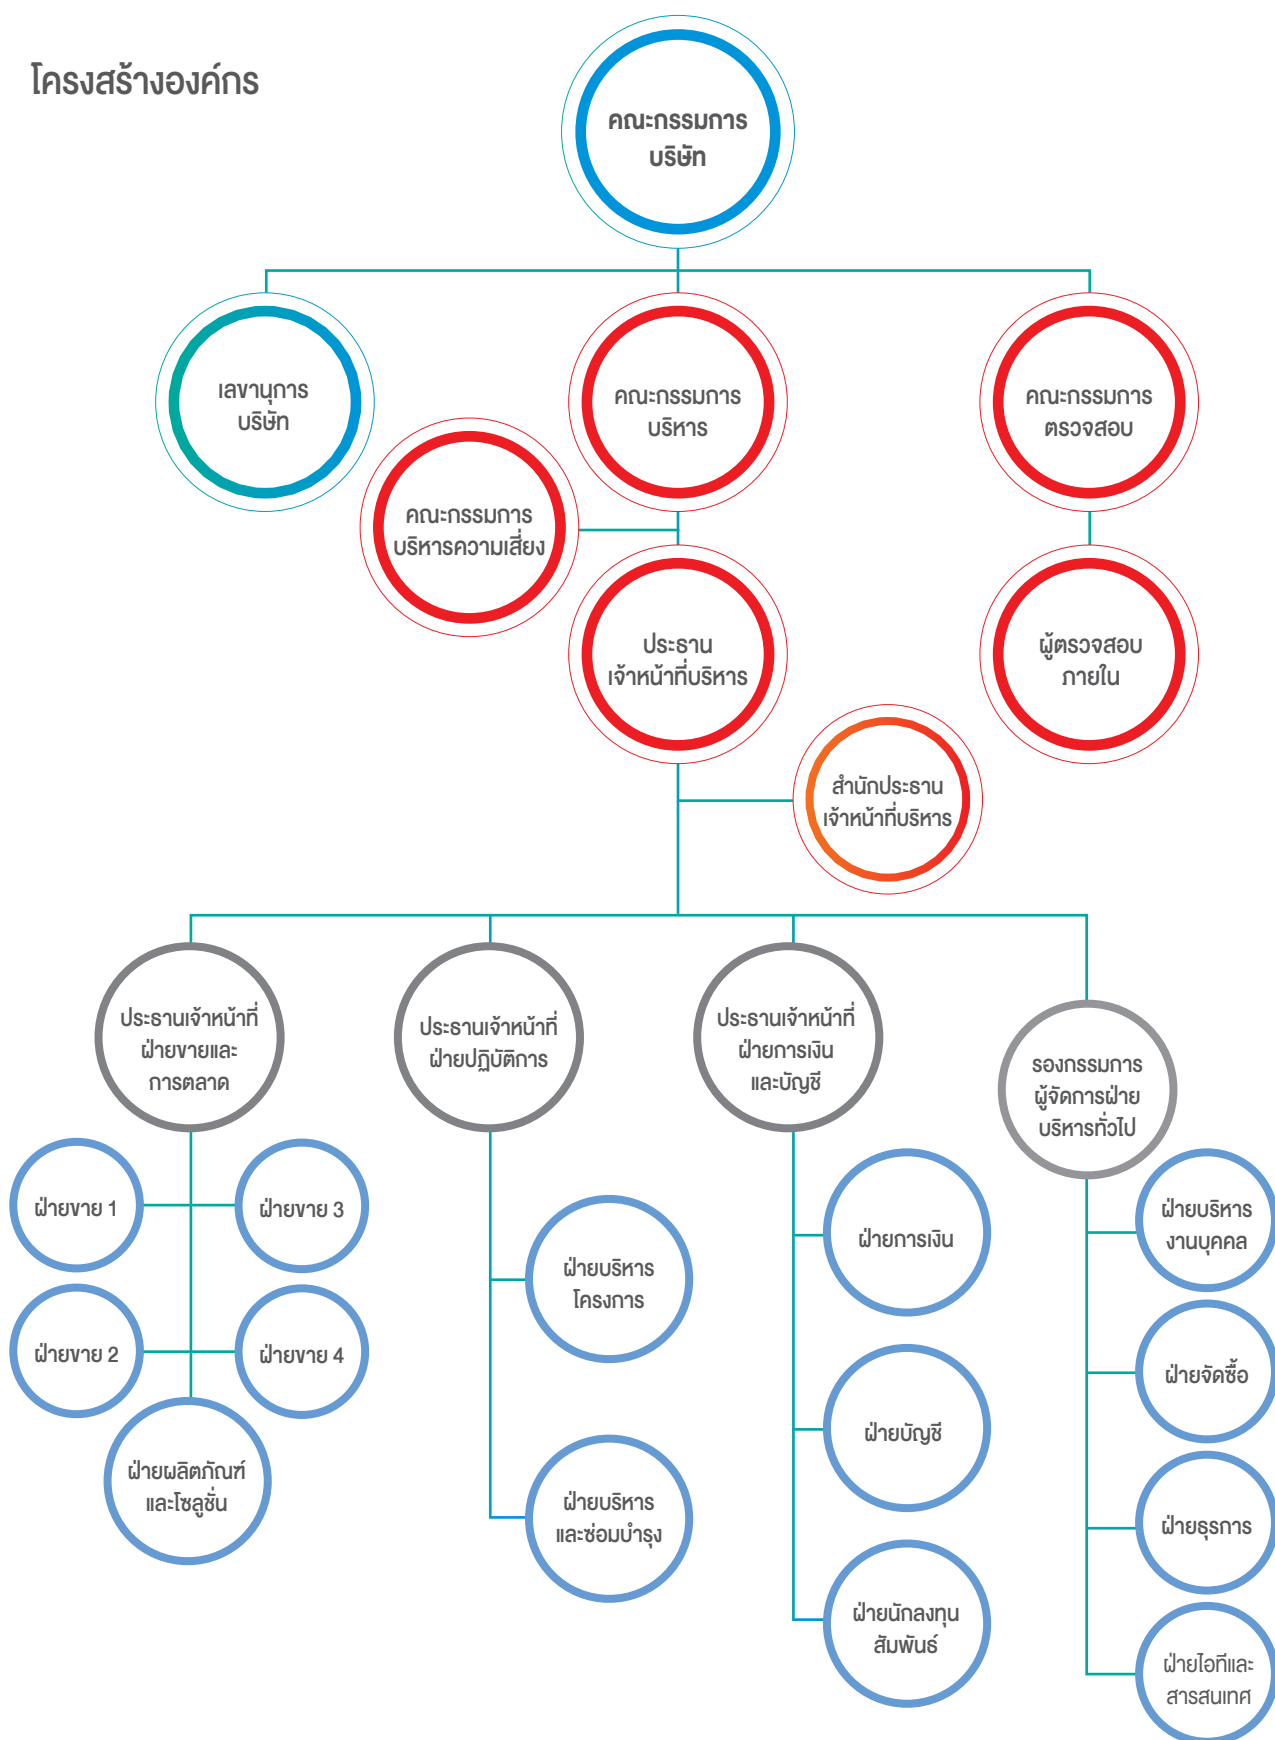 โครงสร้างองค์กร
คณะกรรมการ
บริษัท
เลขานุการ
บริษัท
คณะกรรมการ
บริหาร
คณะกรรมการ
ตรวจสอบ
คณะกรรมการ
บริหารความเสี่ยง
ประธาน
เจ้าหน้าที่บริหาร
ผู้ตรวจสอบ
ภายใน
สำนักประธาน
เจ้าหน้าที่บริหาร
ประธานเจ้าหน้าที่
ฝ่ายขายและ
การตลาด
ประธานเจ้าหน้าที่
ฝ่ายปฏิบัติการ
ประธานเจ้าหน้าที่
ฝ่ายการเงิน
และบัญชี
รองกรรมการ
ผู้จัดการฝ่าย
บริหารทั่วไป
ฝ่ายขาย 1
ฝ่ายขาย 3
ฝ่ายขาย 2
ฝ่ายขาย 4
ฝ่ายผลิตภัณฑ์
และโซลูชั่น
ฝ่ายบริหาร
โครงการ
ฝ่ายบริหาร
และซ่อมบำรุง
ฝ่ายการเงิน
ฝ่ายบัญชี
ฝ่ายนักลงทุน
สัมพันธ์
ฝ่ายบริหาร
งานบุคคล
ฝ่ายจัดซื้อ
ฝ่ายธุรการ
ฝ่ายไอทีและ
สารสนเทศ